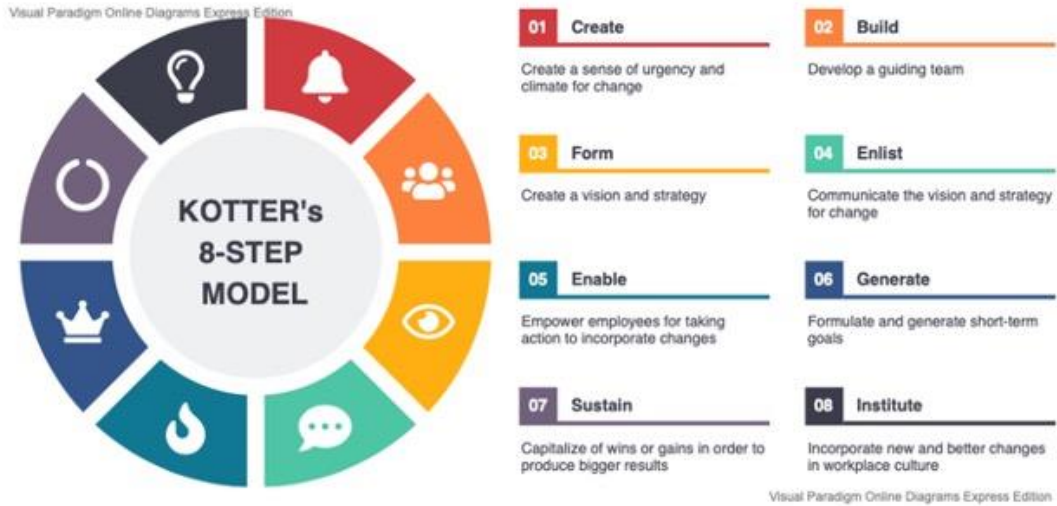 Visual Paradigm Online Diagrams Express Edition
KOTTER's
8-STEP
MODEL
01 Create
Create a sense of urgency and
climate for change
02 Build
Develop a guiding team
03 Form
Create a vision and strategy
04 Enlist
Communicate the vision and strategy
for change
05 Enable
Empower employees for taking
action to incorporate changes
06 Generate
Formulate and generate short-term
goals
07 Sustain
Capitalize of wins or gains in order to
produce bigger results
08 Institute
Incorporate new and better changes
in workplace culture
Visual Paradigm Online Diagrams Express Edition